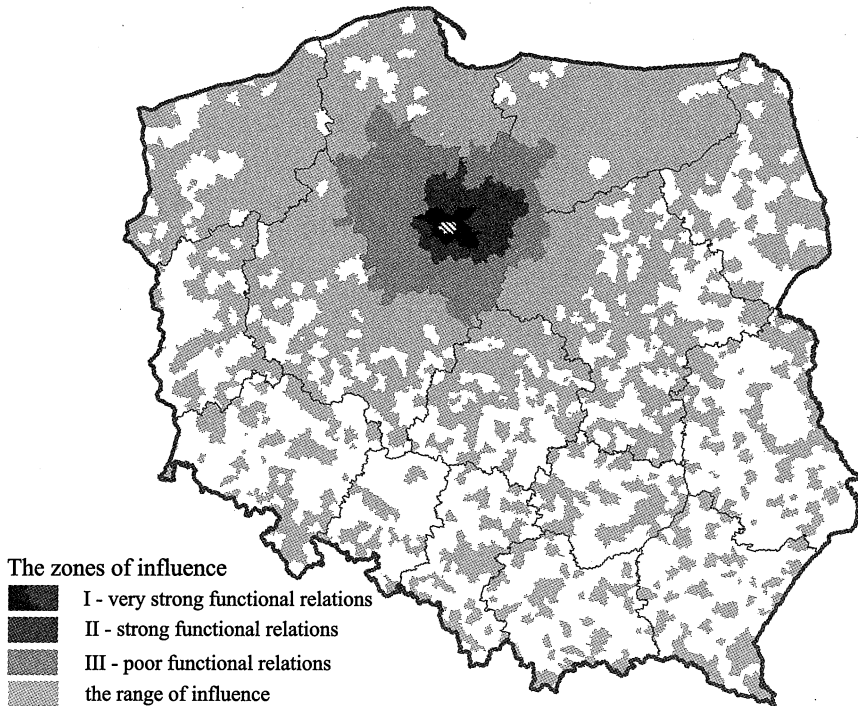 The zones of influence
I - very strong functional relations
II - strong functional relations
III - poor functional relations
the range of influence